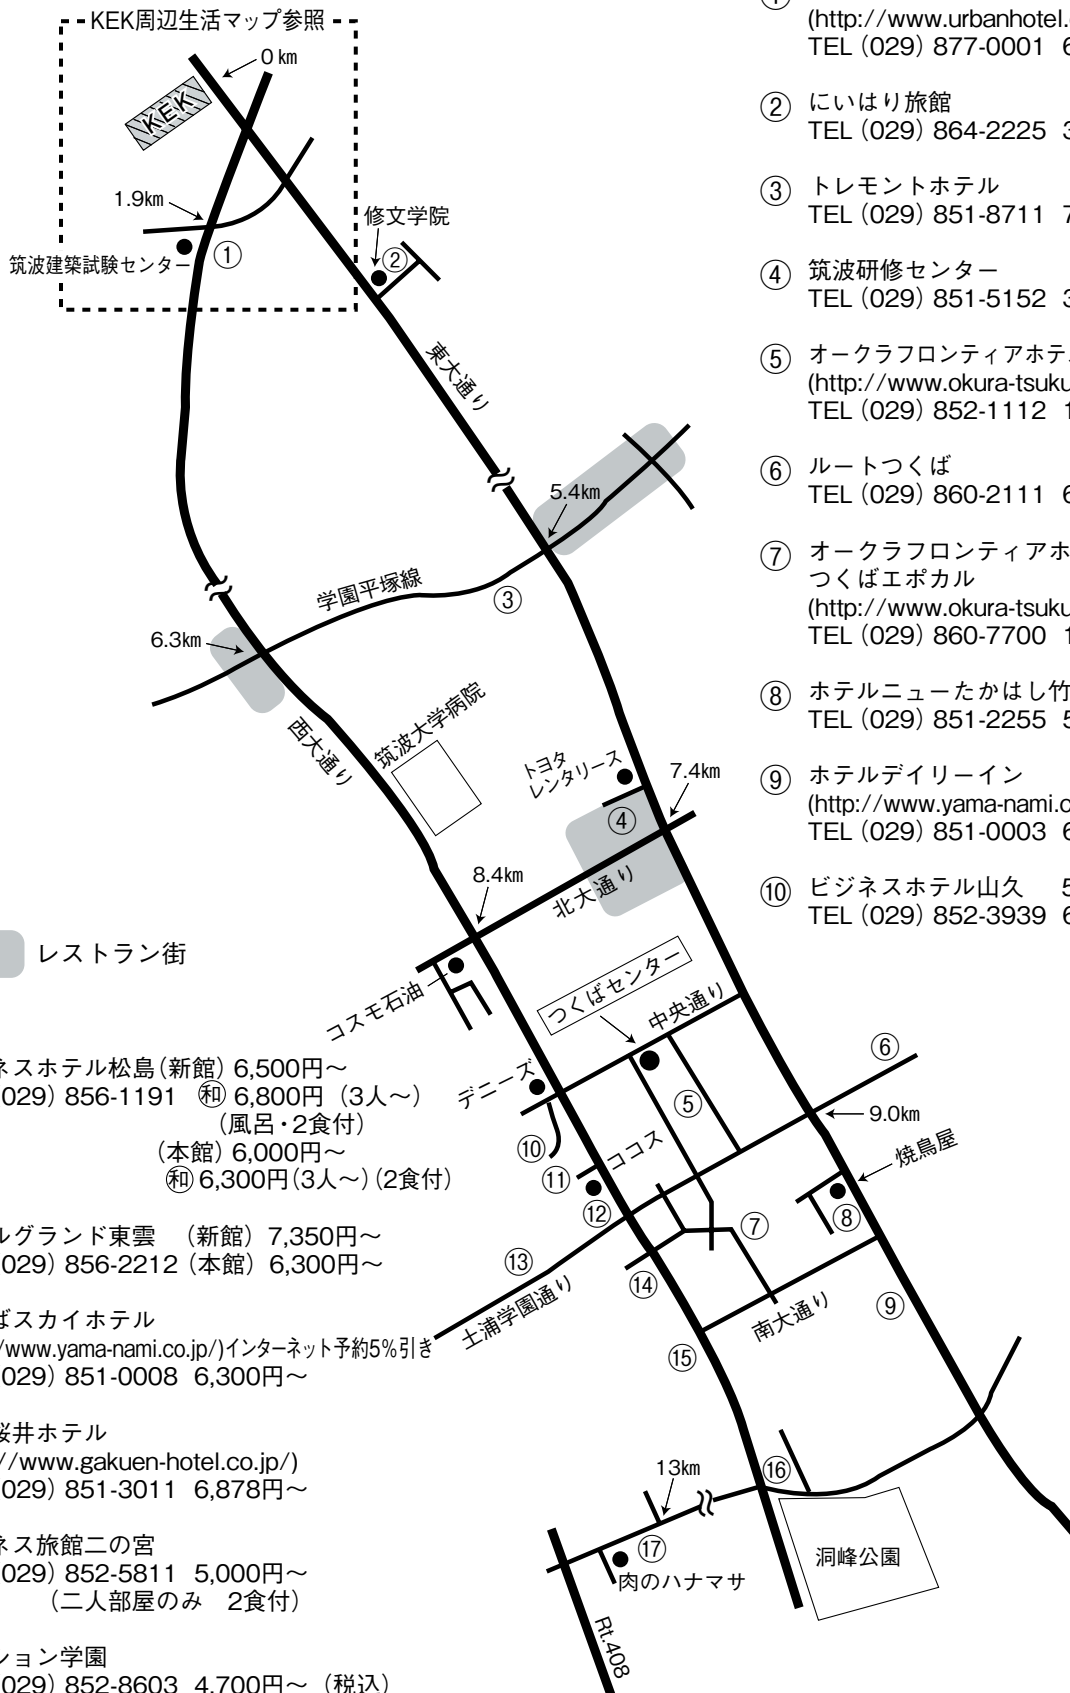 KEK周辺生活マップ参照
0km
KEK
1.9km
修文学院
②
筑波建築試験センター
①
東大通り
5.4km
学園平塚線
③
6.3km
西大通り
筑波大学病院
トヨタ
レンタリース
7.4km
④
8.4km
北大通り
レストラン街
コスモ石油
つくばセンター
中央通り
⑥
デニーズ
⑤
9.0km
⑩
ココス
焼鳥屋
⑪
⑫
⑦
⑧
⑬
⑭
土浦学園通り
南大通り
⑨
⑮
13km
⑯
⑰
肉のハナマサ
洞峰公園
Rt.408
(http://www.urbanhotel.
TEL (029) 877-0001
② にいはり旅館
TEL (029) 864-2225
③ トレモントホテル
TEL (029) 851-8711
④ 筑波研修センター
TEL (029) 851-5152
⑤ オークラフロンティアホテ
(http://www.okura-tsuku
TEL (029) 852-1112
⑥ ルートつくば
TEL (029) 860-2111
⑦ オークラフロンティアホ
つくばエポカル
(http://www.okura-tsuku
TEL (029) 860-7700
⑧ ホテルニューたかはし竹
TEL (029) 851-2255
⑨ ホテルデイリーイン
(http://www.yama-nami.
TEL (029) 851-0003
⑩ ビジネスホテル山久 5
TEL (029) 852-3939
ネスホテル松島(新館) 6,500円〜
029) 856-1191 ㊒和 6,800円 (3人〜)
(風呂・2食付)
(本館) 6,000円〜
和 6,300円(3人〜)(2食付)
ルグランド東雲 (新館) 7,350円〜
029) 856-2212 (本館) 6,300円〜
ばスカイホテル
/www.yama-nami.co.jp/)インターネット予約5%引き
029) 851-0008 6,300円〜
桜井ホテル
//www.gakuen-hotel.co.jp/)
029) 851-3011 6,878円〜
ネス旅館二の宮
029) 852-5811 5,000円〜
(二人部屋のみ 2食付)
ション学園
029) 852-8603 4,700円〜 (税込)